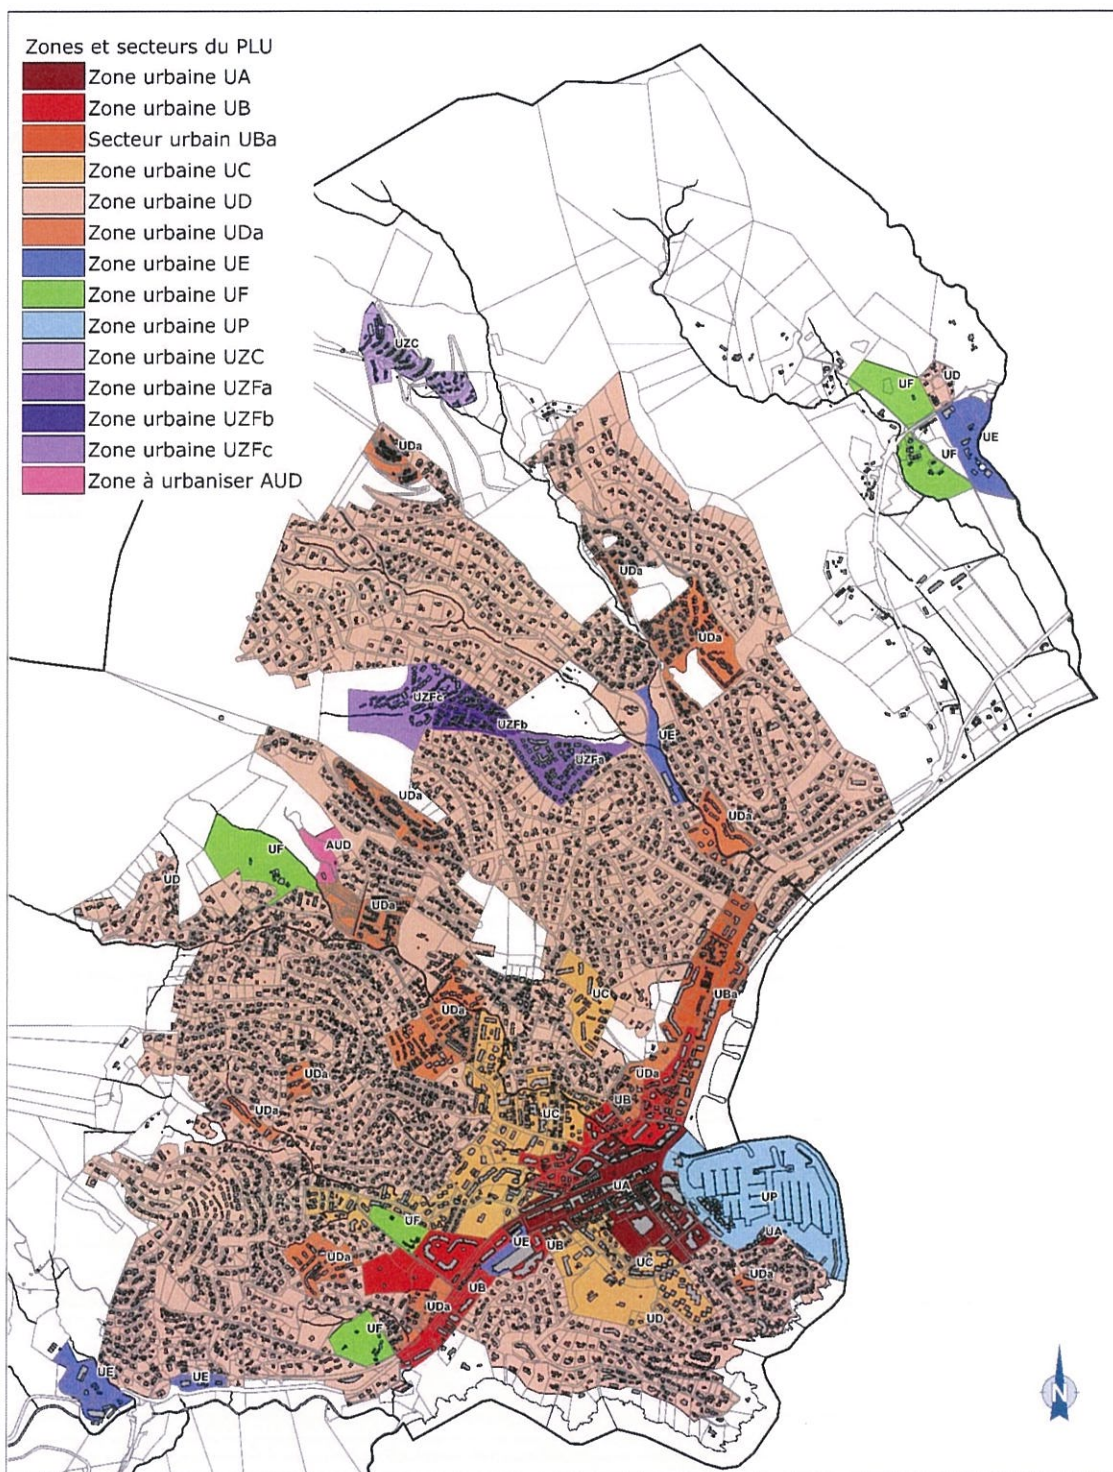 Zones et secteurs du PLU
Zone urbaine UA
Zone urbaine UB
Secteur urbain UBa
Zone urbaine UC
Zone urbaine UD
Zone urbaine UDa
Zone urbaine UE
Zone urbaine UF
Zone urbaine UP
Zone urbaine UZC
Zone urbaine UZFa
Zone urbaine UZFb
Zone urbaine UZFc
Zone à urbaniser AUD
UZC
UF
UD
UDa
UE
UF
UDa
UDa
UZFc
UZFb
UE
UZFa
UDa
UDa
AUD
UF
UD
UDa
UC
UBa
UDa
UDa
UDa
UB
UDa
UC
UA
UP
UF
UA
UE
UB
UDa
UC
UDa
UB
UDa
UD
UF
UE
UE
N